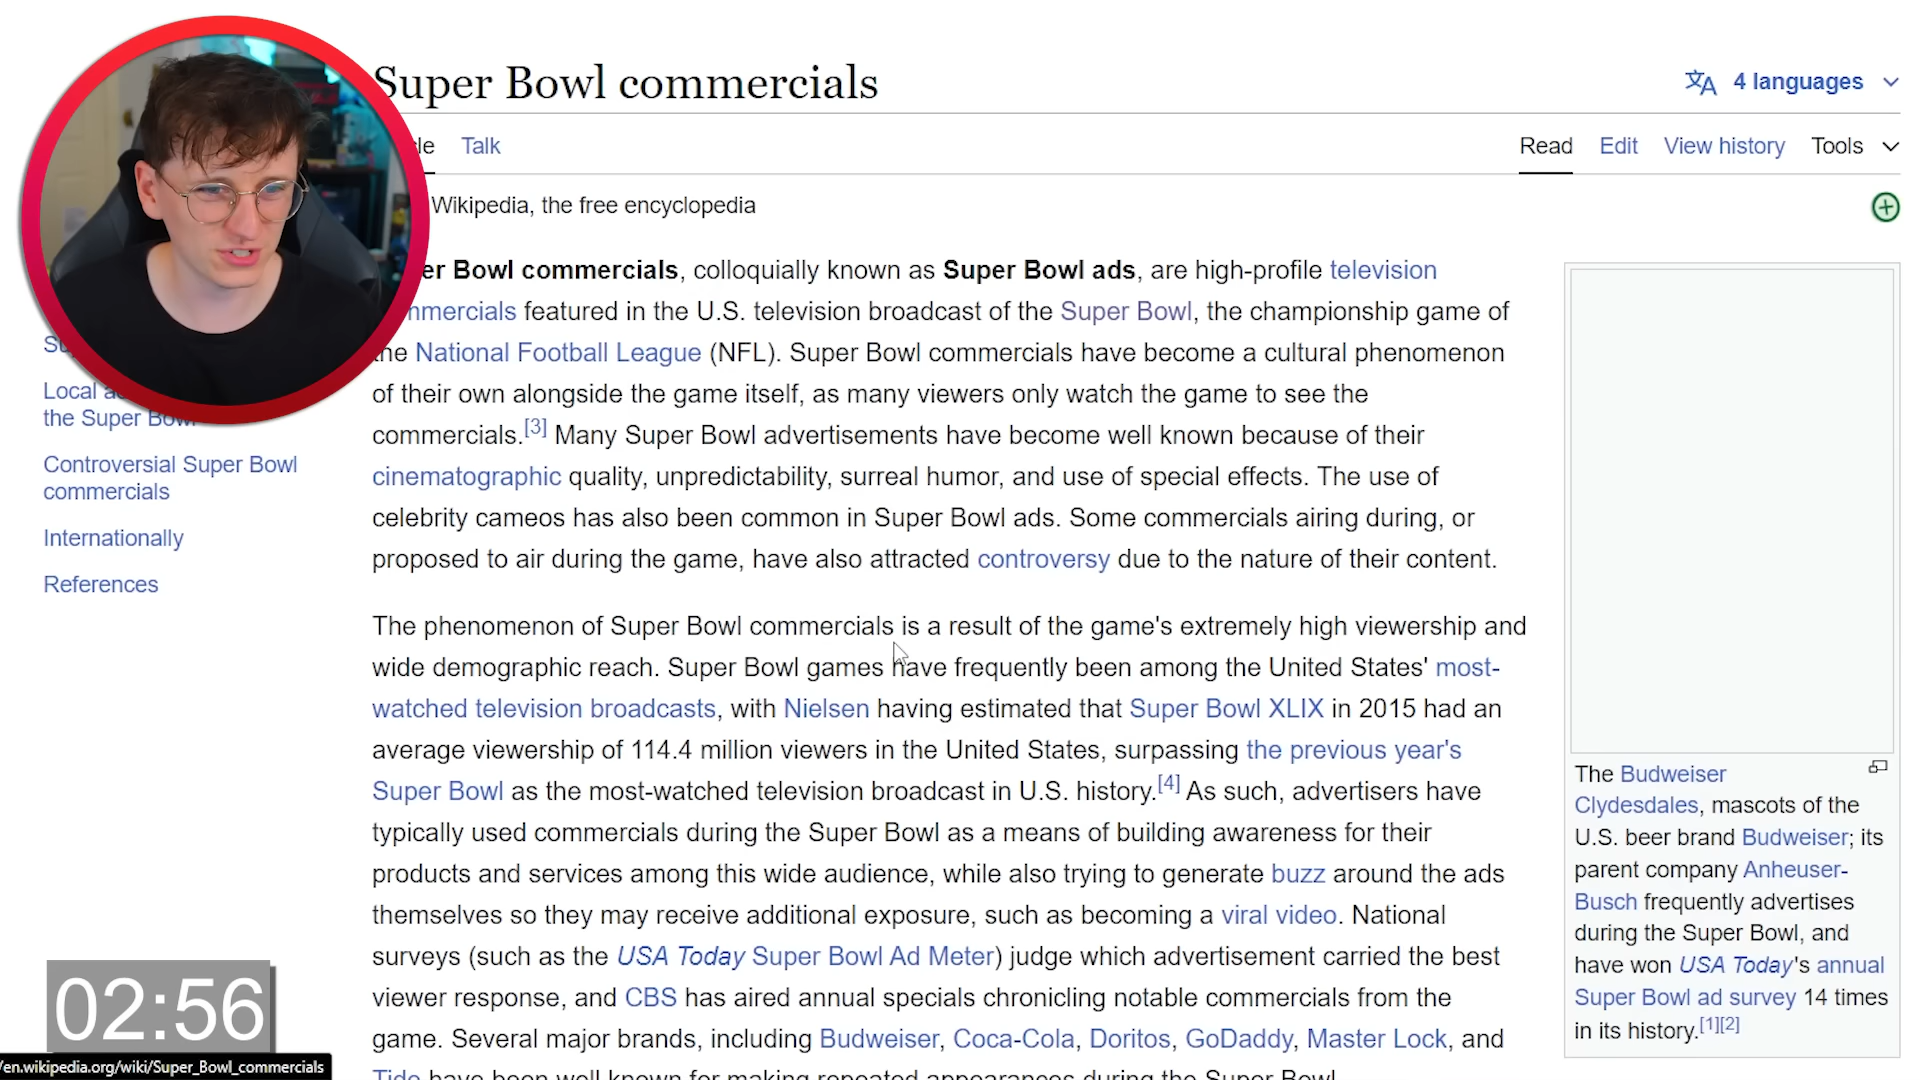 Super Bowl commercials
4 languages
Talk
Read
Edit
View history
Tools
Wikipedia, the free encyclopedia
Bowl commercials, colloquially known as Super Bowl ads, are high-profile television
featured in the U.S. television broadcast of the Super Bowl, the championship game of
the National Football League (NFL). Super Bowl commercials have become a cultural phenomenon
of their own alongside the game itself, as many viewers only watch the game to see the
commercials.[3] Many Super Bowl advertisements have become well known because of their
cinematographic quality, unpredictability, surreal humor, and use of special effects. The use of
celebrity cameos has also been common in Super Bowl ads. Some commercials airing during, or
proposed to air during the game, have also attracted controversy due to the nature of their content.
The phenomenon of Super Bowl commercials is a result of the game's extremely high viewership and
wide demographic reach. Super Bowl games have frequently been among the United States' most-
watched television broadcasts, with Nielsen having estimated that Super Bowl XLIX in 2015 had an
average viewership of 114.4 million viewers in the United States, surpassing the previous year's
Super Bowl as the most-watched television broadcast in U.S. history.[4] As such, advertisers have
typically used commercials during the Super Bowl as a means of building awareness for their
products and services among this wide audience, while also trying to generate buzz around the ads
themselves so they may receive additional exposure, such as becoming a viral video. National
surveys (such as the USA Today Super Bowl Ad Meter) judge which advertisement carried the best
viewer response, and CBS has aired annual specials chronicling notable commercials from the
game. Several major brands, including Budweiser, Coca-Cola, Doritos, GoDaddy, Master Lock, and
Tide have been well known for making repeated appearances during the Super Bowl.
The Budweiser
Clydesdales, mascots of the
U.S. beer brand Budweiser; its
parent company Anheuser-
Busch frequently advertises
during the Super Bowl, and
have won USA Today's annual
Super Bowl ad survey 14 times
in its history.[1][2]
Local
the Super Bowl
Controversial Super Bowl
commercials
Internationally
References
02:56
/en.wikipedia.org/wiki/Super_Bowl_commercials